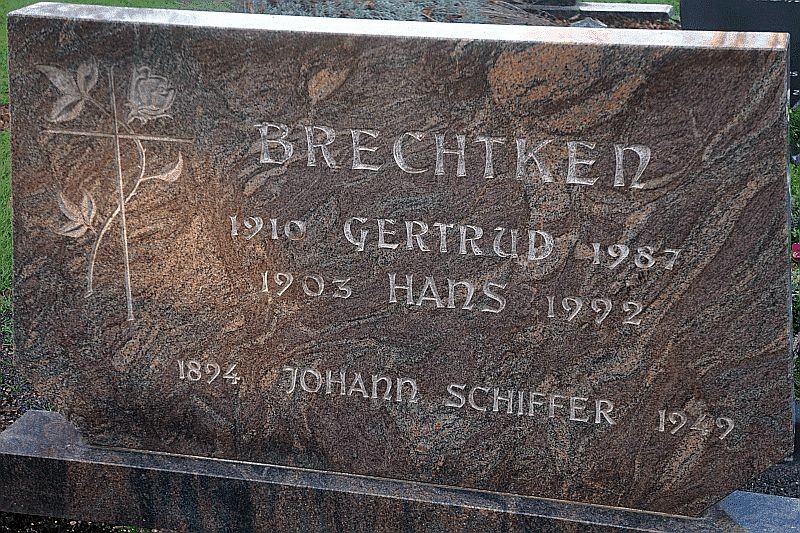 BRECHTKEN
1910 GERTRUD 1987
1903 HANS 1992
1894 JOHANN SCHIFFER 1949